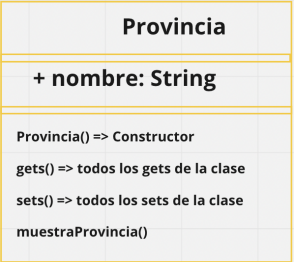 Provincia
+ nombre: String
Provincia() => Constructor
gets() => todos los gets de la clase
sets() => todos los sets de la clase
muestraProvincia()